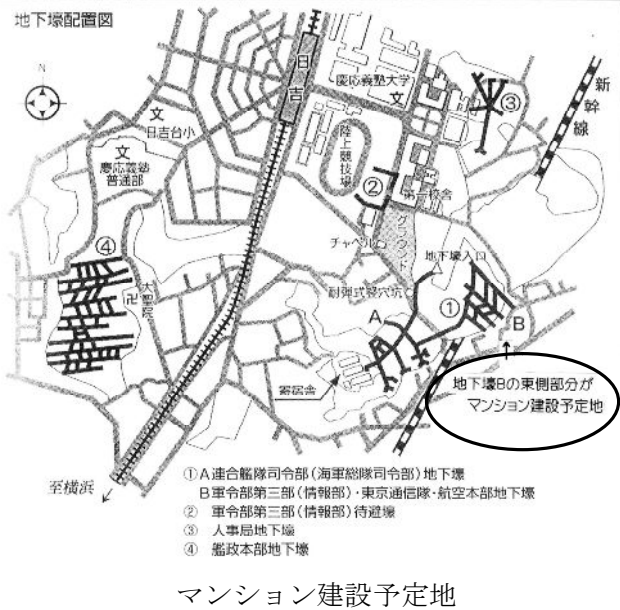 地下壕配置図
N
日吉
慶応義塾大学
文
③
新幹線
文
日吉台小
陸上競技場
文
慶應義塾
普通部
②
第一校舎
チャペル
グラウンド
④
地下壕入口
卍
大聖院
耐弾式竪穴坑
A
①
B
寄宿舎
地下壕Bの東側部分が
マンション建設予定地
至横浜
①A連合艦隊司令部(海軍総隊司令部)地下壕
B軍令部第三部(情報部)・東京通信隊・航空本部地下壕
② 軍令部第三部(情報部)待避壕
③ 人事局地下壕
④ 艦政本部地下壕
マンション建設予定地